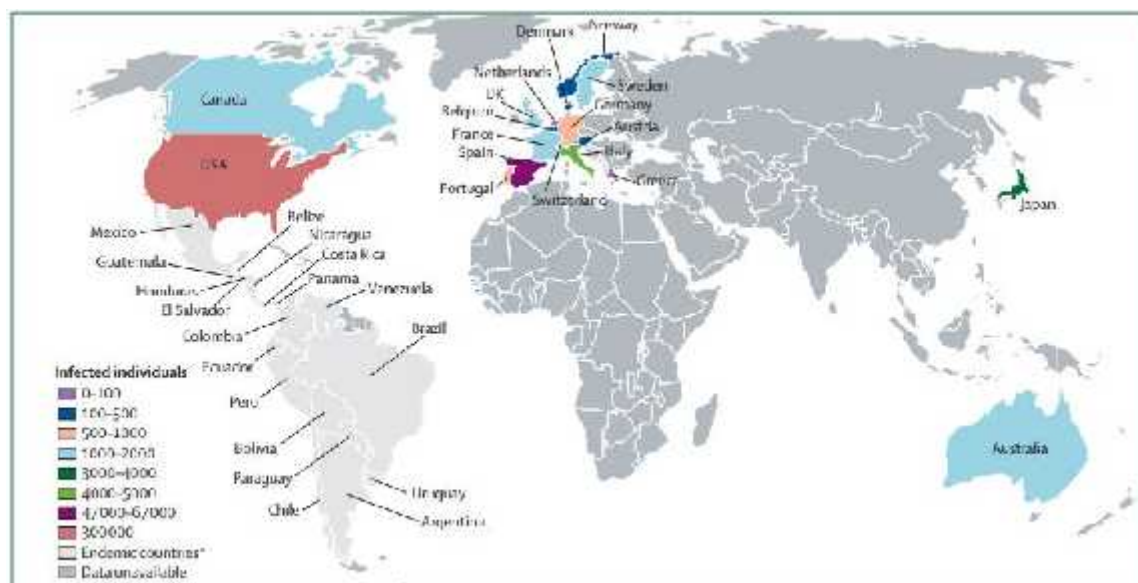 Norway
Denmark
Netherlands
Sweden
Canada
UK
Germany
Belgium
Austria
France
USA
Spain
Italy
Portugal
Greece
Switzerland
Japan
Belize
Mexico
Nicaragua
Guatemala
Costa Rica
Honduras
Panama
El Salvador
Venezuela
Colombia
Brazil
Ecuador
Infected individuals
0–100
100–500
Peru
500–1000
1000–2000
Bolivia
Australia
3000–4000
Paraguay
4000–5000
Uruguay
47000–67000
Chile
Argentina
300000
Endemic countries*
Data unavailable